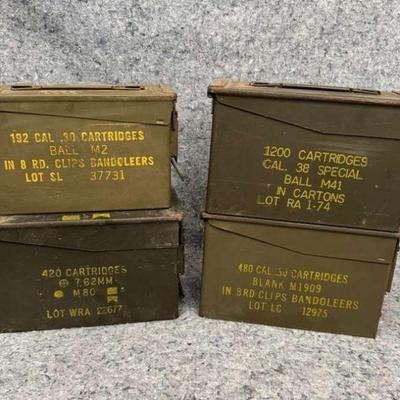 192 CAL .30 CARTRIDGES
BALL M2
IN 8 RD. CLIPS BANDOLEERS
LOT SL 37731
1200 CARTRIDGES
CAL. 38 SPECIAL
BALL M41
IN CARTONS
LOT RA 1-74
420 CARTRIDGES
7.62MM
M80
LOT WRA 22677
480 CAL .30 CARTRIDGES
BLANK M1909
IN 8RD CLIPS BANDOLEERS
LOT LC 12975